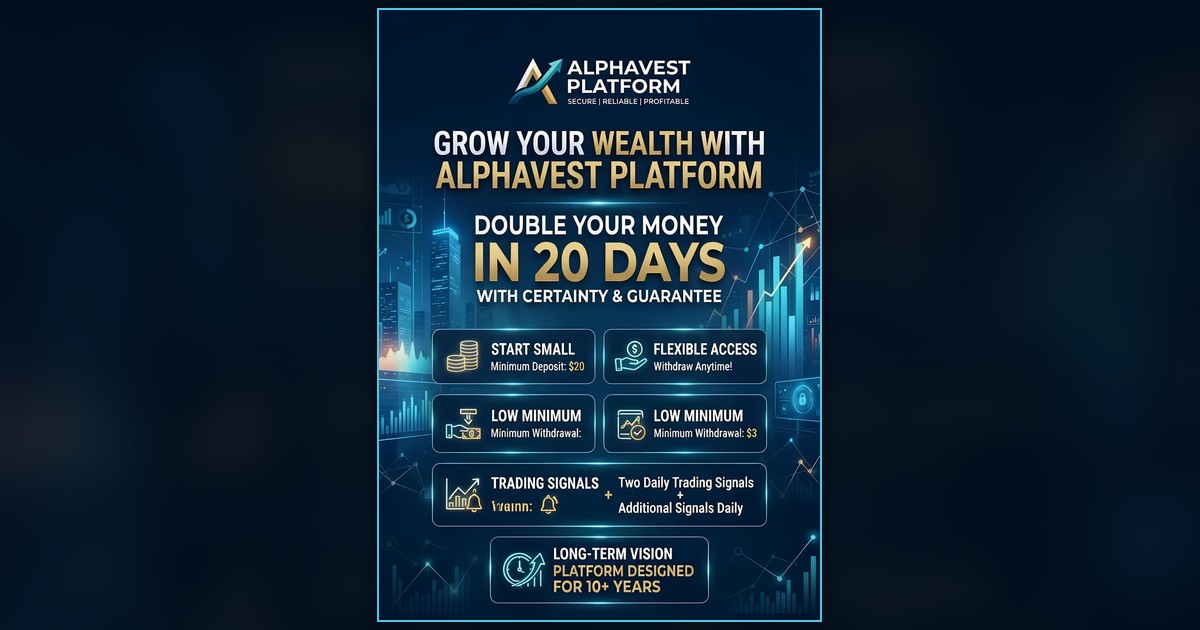 ALPHAVEST
PLATFORM
SECURE | RELIABLE | PROFITABLE
GROW YOUR WEALTH WITH
ALPHAVEST PLATFORM
DOUBLE YOUR MONEY
IN 20 DAYS
WITH CERTAINTY & GUARANTEE
START SMALL
Minimum Deposit: $20
FLEXIBLE ACCESS
Withdraw Anytime!
LOW MINIMUM
Minimum Withdrawal:
LOW MINIMUM
Minimum Withdrawal: $3
TRADING SIGNALS
+
Two Daily Trading Signals
+
Additional Signals Daily
LONG-TERM VISION
PLATFORM DESIGNED
FOR 10+ YEARS